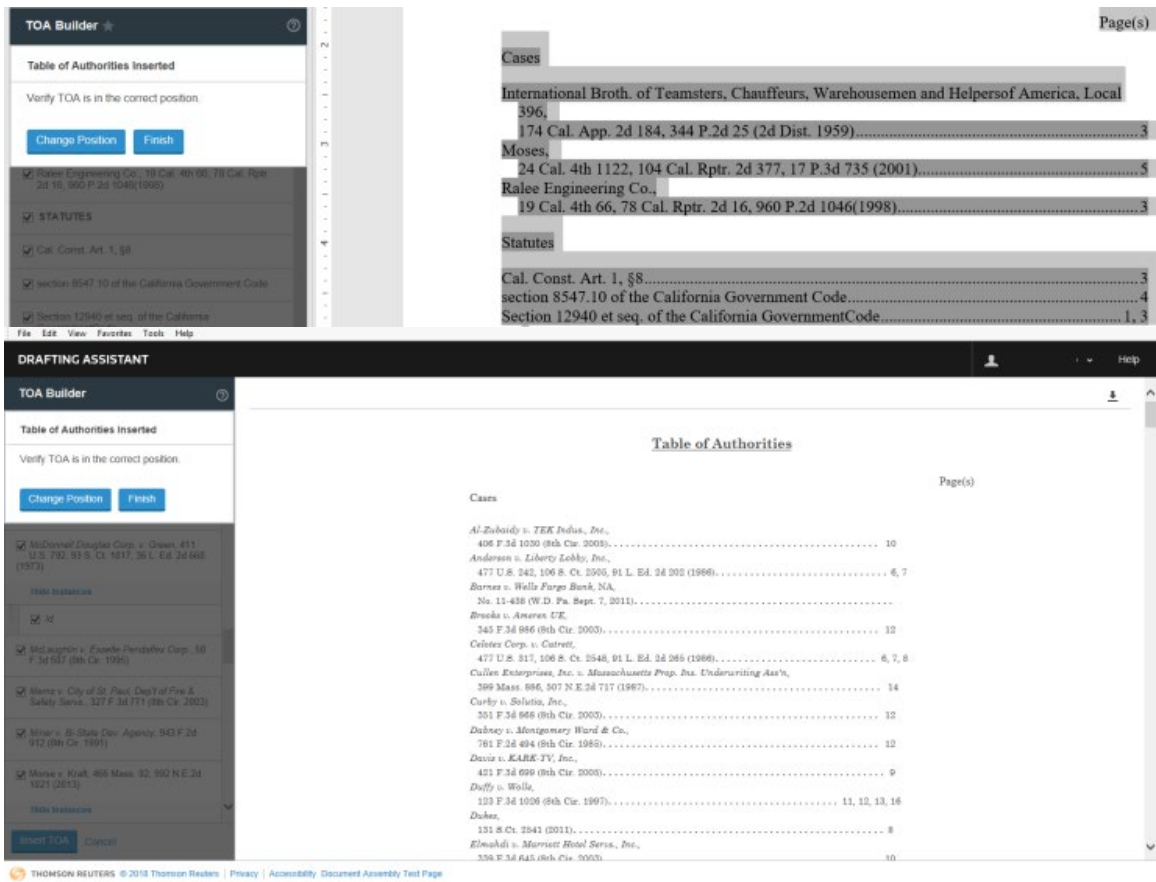 TOA Builder
Table of Authorities Inserted
Verify TOA is in the correct position.
Change Position Finish
Ralee Engineering Co., 19 Cal. 4th 66, 78 Cal. Rptr.
2d 16, 960 P.2d 1046(1998)
STATUTES
Cal. Const. Art. 1, §8
section 8547.10 of the California Government Code
Section 12940 et seq. of the California
2
3
4
Page(s)
Cases
International Broth. of Teamsters, Chauffeurs, Warehousemen and Helpersof America, Local
396,
174 Cal. App. 2d 184, 344 P.2d 25 (2d Dist. 1959)...3
Moses,
24 Cal. 4th 1122, 104 Cal. Rptr. 2d 377, 17 P.3d 735 (2001)...5
Ralee Engineering Co.,
19 Cal. 4th 66, 78 Cal. Rptr. 2d 16, 960 P.2d 1046(1998)...3
Statutes
Cal. Const. Art. 1, §8...3
section 8547.10 of the California Government Code...4
Section 12940 et seq. of the California GovernmentCode...1, 3
File Edit View Favorites Tools Help
DRAFTING ASSISTANT
Help
TOA Builder
Table of Authorities Inserted
Verify TOA is in the correct position.
Change Position Finish
McDonnell Douglas Corp. v. Green, 411
U.S. 792, 93 S. Ct. 1817, 36 L. Ed. 2d 668
(1973)
Hide Instances
Id
McLaughlin v. Esselte Pendaflex Corp., 50
F.3d 507 (8th Cir. 1995)
Mems v. City of St. Paul, Dep't of Fire &
Safety Servs., 327 F.3d 771 (8th Cir. 2003)
Miner v. Bi-State Dev. Agency, 943 F.2d
912 (8th Cir. 1991)
Morse v. Kraft, 466 Mass. 92, 992 N.E.2d
1021 (2013)
Hide Instances
Insert TOA Cancel
Table of Authorities
Page(s)
Cases
Al-Zubaidy v. TEK Indus., Inc.,
406 F.3d 1030 (8th Cir. 2005)... 10
Anderson v. Liberty Lobby, Inc.,
477 U.S. 242, 106 S. Ct. 2505, 91 L. Ed. 2d 202 (1986)... 6, 7
Barnes v. Wells Fargo Bank, NA,
No. 11-438 (W.D. Pa. Sept. 7, 2011)...
Brooks v. Ameren UE,
345 F.3d 986 (8th Cir. 2003)... 12
Celotex Corp. v. Catrett,
477 U.S. 317, 106 S. Ct. 2548, 91 L. Ed. 2d 265 (1986)... 6, 7, 8
Cullen Enterprises, Inc. v. Massachusetts Prop. Ins. Underwriting Ass'n,
399 Mass. 886, 507 N.E.2d 717 (1987)... 14
Curby v. Solutia, Inc.,
351 F.3d 868 (8th Cir. 2003)... 12
Dabney v. Montgomery Ward & Co.,
761 F.2d 494 (8th Cir. 1985)... 12
Davis v. KARK-TV, Inc.,
421 F.3d 699 (8th Cir. 2005)... 9
Duffy v. Wolle,
123 F.3d 1026 (8th Cir. 1997)... 11, 12, 13, 16
Dukes,
131 S.Ct. 2541 (2011)... 8
Elmahdi v. Marriott Hotel Servs., Inc.,
339 F.3d 645 (8th Cir. 2003)... 10
THOMSON REUTERS © 2018 Thomson Reuters | Privacy | Accessibility Document Assembly Test Page